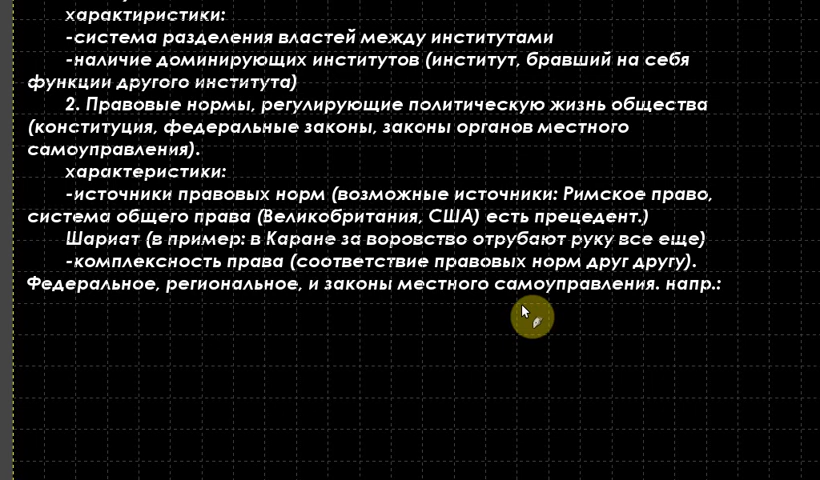 характиристики:
-система разделения властей между институтами
-наличие доминирующих институтов (институт, бравший на себя
функции другого института)
2. Правовые нормы, регулирующие политическую жизнь общества
(конституция, федеральные законы, законы органов местного
самоуправления).
характеристики:
-источники правовых норм (возможные источники: Римское право,
система общего права (Великобритания, США) есть прецедент.)
Шариат (в пример: в Каране за воровство отрубают руку все еще)
-комплексность права (соответствие правовых норм друг другу).
Федеральное, региональное, и законы местного самоуправления. напр.: